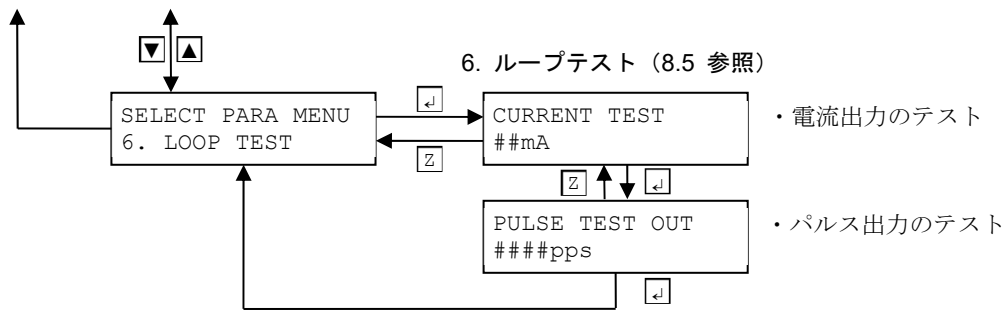 ▼ ▲
6. ループテスト（8.5 参照）
SELECT PARA MENU
6. LOOP TEST
↲
Z
CURRENT TEST
##mA
・電流出力のテスト
Z ↲
PULSE TEST OUT
####pps
・パルス出力のテスト
↲